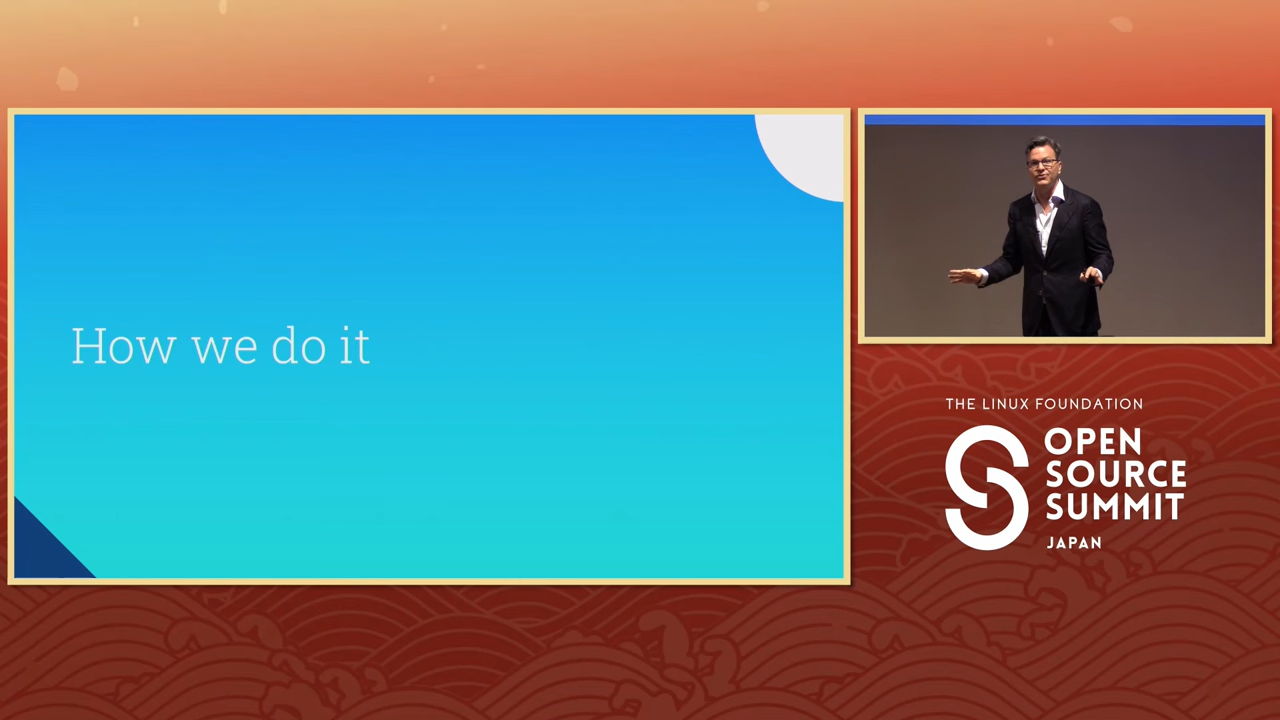 How we do it
THE LINUX FOUNDATION
OPEN
SOURCE
SUMMIT
JAPAN